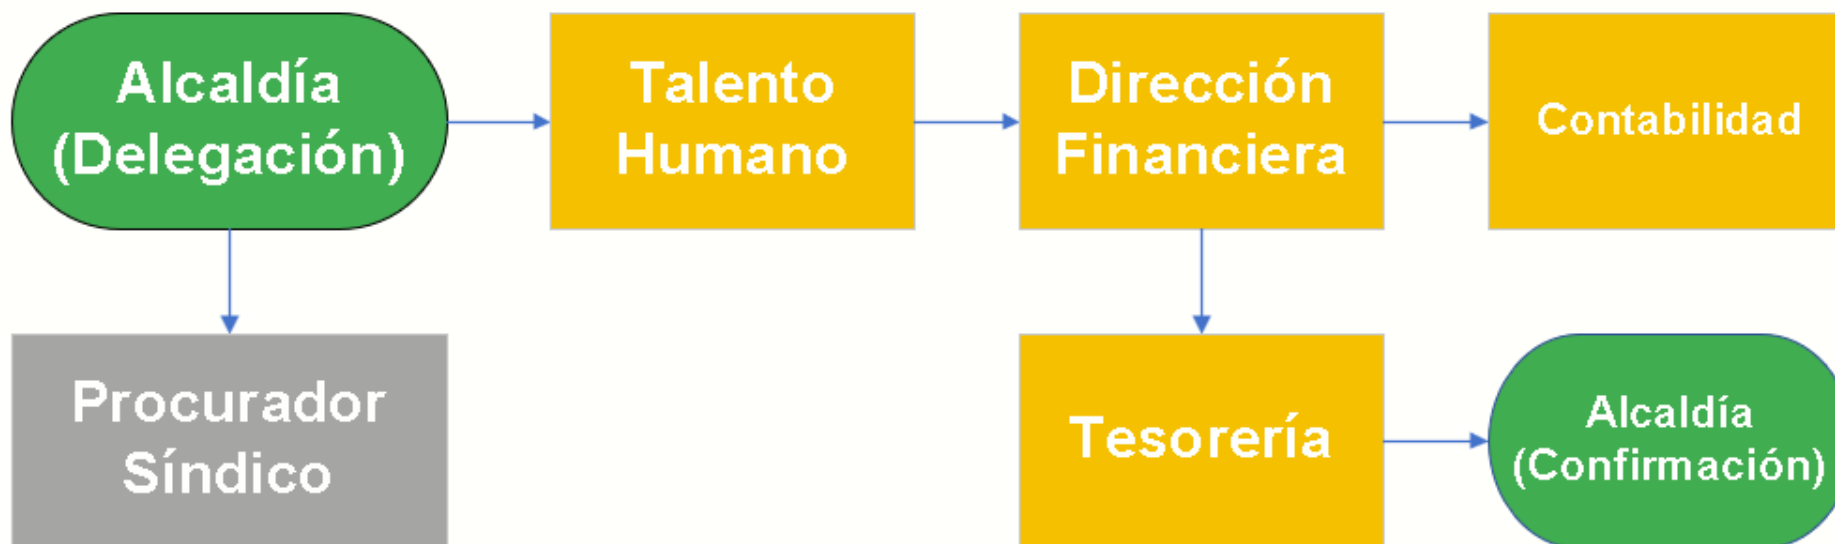 Alcaldía
(Delegación)
Talento
Humano
Dirección
Financiera
Contabilidad
Procurador
Síndico
Tesorería
Alcaldía
(Confirmación)